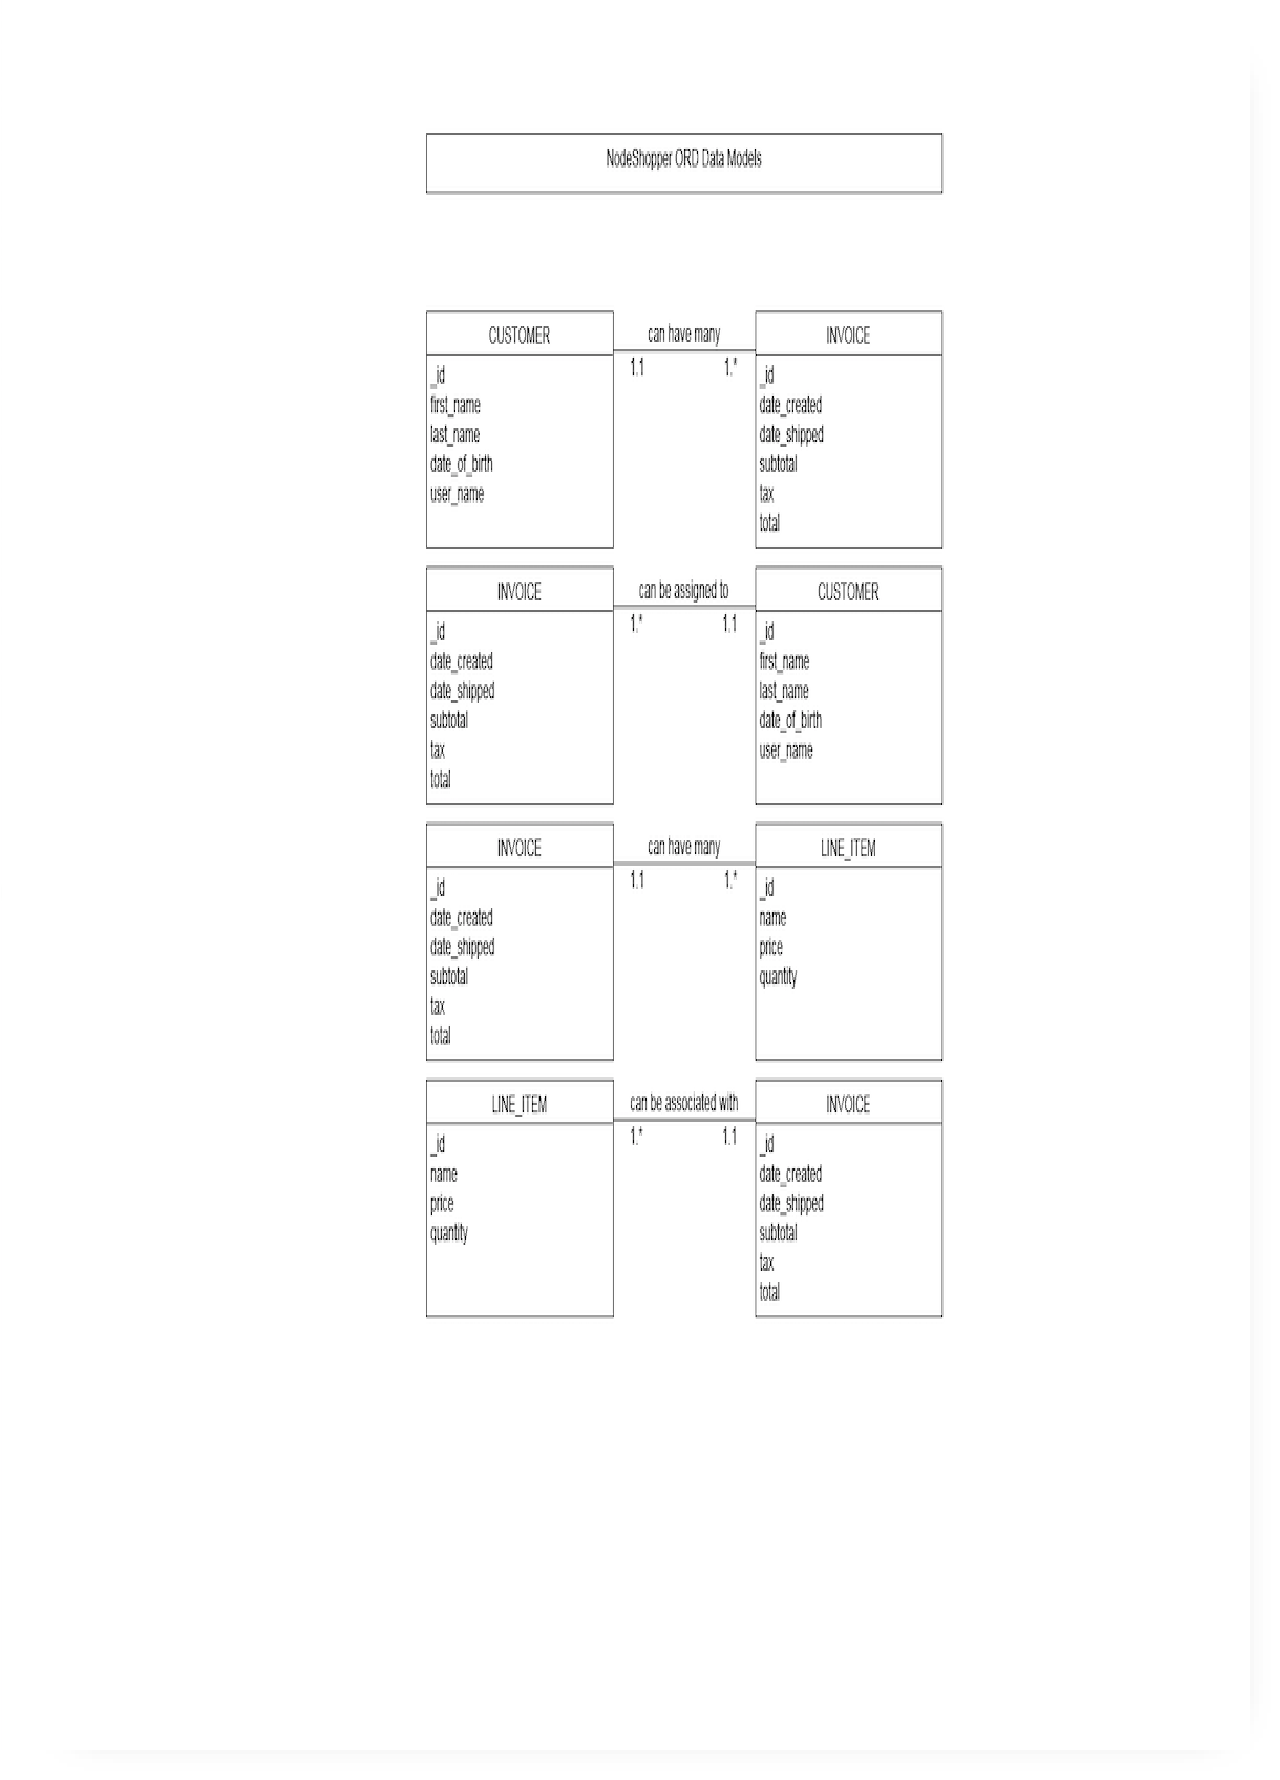 NodeShopper ORD Data Models
CUSTOMER
_id
first_name
last_name
date_of_birth
user_name
can have many
1.1 1.*
INVOICE
_id
date_created
date_shipped
subtotal
tax
total
INVOICE
_id
date_created
date_shipped
subtotal
tax
total
can be assigned to
1.* 1.1
CUSTOMER
_id
first_name
last_name
date_of_birth
user_name
INVOICE
_id
date_created
date_shipped
subtotal
tax
total
can have many
1.1 1.*
LINE_ITEM
_id
name
price
quantity
LINE_ITEM
_id
name
price
quantity
can be associated with
1.* 1.1
INVOICE
_id
date_created
date_shipped
subtotal
tax
total